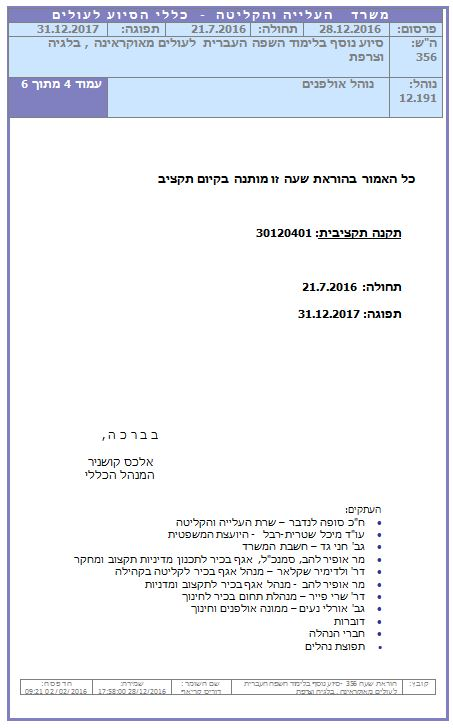 משרד העלייה והקליטה - כללי הסיוע לעולים
פרסום: 28.12.2016 תחולה: 21.7.2016 תפוגה: 31.12.2017
ה"ש: 356 סיוע נוסף בלימוד השפה העברית לעולים מאוקראינה , בלגיה וצרפת
נוהל: 12.191 נוהל אולפנים עמוד 4 מתוך 6
כל האמור בהוראת שעה זו מותנה בקיום תקציב
תקנה תקציבית: 30120401
תחולה: 21.7.2016
תפוגה: 31.12.2017
ב ב ר כ ה,
אלכס קושניר
המנהל הכללי
העתקים:
ח"כ סופה לנדבר – שרת העלייה והקליטה
עו"ד מיכל שטרית-רבל - היועצת המשפטית
גב' חני גד – חשבת המשרד
מר אופיר להב, סמנכ"ל, אגף בכיר לתכנון מדיניות תקצוב ומחקר
דר' ולדימיר שקלאר – מנהל אגף בכיר לקליטה בקהילה
מר אופיר להב - מנהל אגף בכיר לתקצוב ומדניות
דר' שרי פייר – מנהלת תחום בכיר לחינוך
גב' אורלי נעים – ממונה אולפנים וחינוך
דוברות
חברי הנהלה
תפוצת נהלים
קובץ: הוראת שעה 356 -סיוע נוסף בלימוד השפה העברית לעולים מאוקראינה , בלגיה וצרפת שם השומר: דורית קריאף שמירה: 28/12/2016 17:58:00 הדפסה: 02/02/2016 09:21